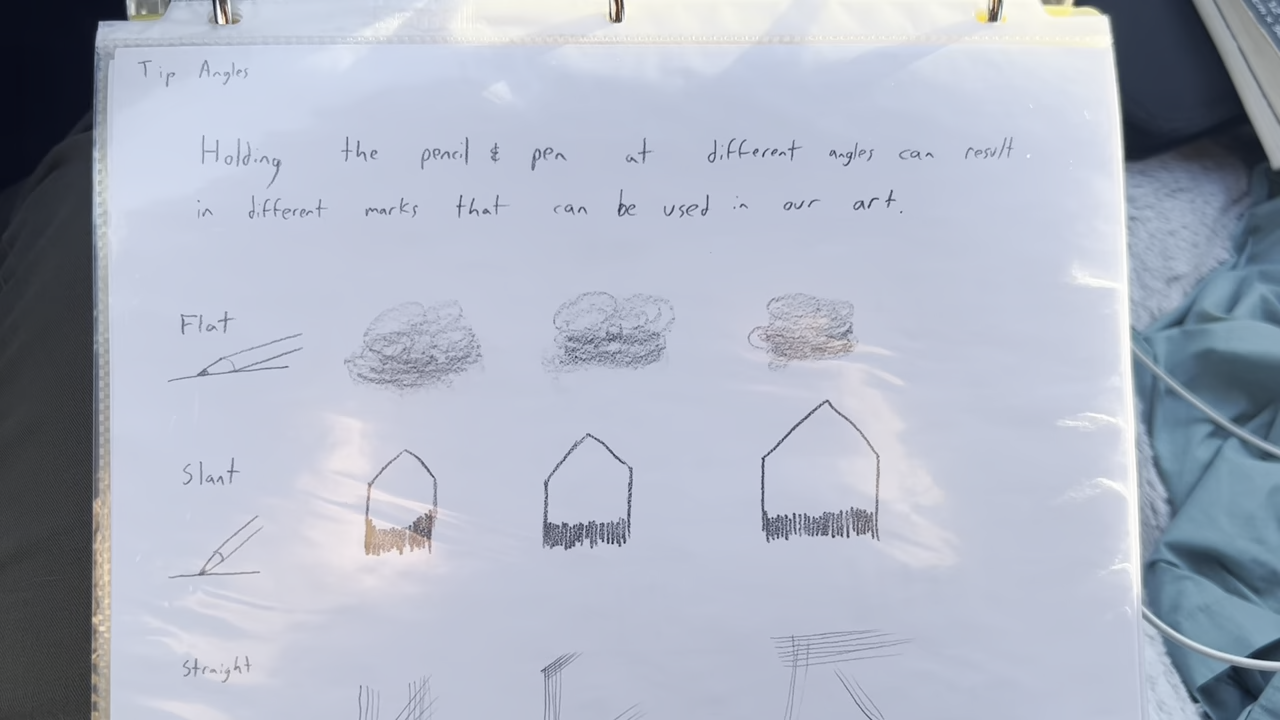 Tip Angles
Holding the pencil & pen at different angles can result
in different marks that can be used in our art.
Flat
Slant
Straight